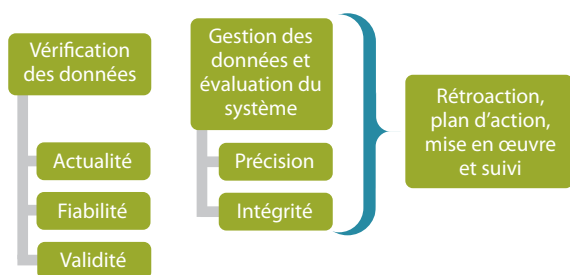 Vérification
des données
Actualité
Fiabilité
Validité
Gestion des
données et
évaluation du
système
Précision
Intégrité
Rétroaction,
plan d’action,
mise en œuvre
et suivi